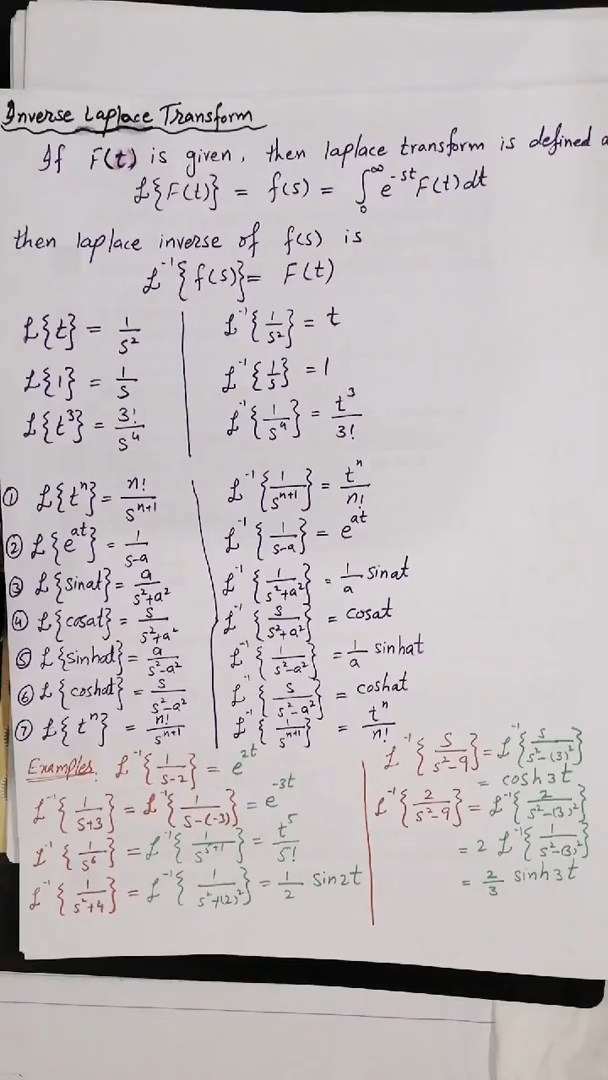 Inverse Laplace Transform
If F(t) is given, then laplace transform is defined a
ℒ{F(t)} = f(s) = ∫₀^∞ e^-st F(t)dt
then laplace inverse of f(s) is
ℒ⁻¹{f(s)} = F(t)
ℒ{t} = 1/s² | ℒ⁻¹{1/s²} = t
ℒ{1} = 1/s | ℒ⁻¹{1/s} = 1
ℒ{t³} = 3!/s⁴ | ℒ⁻¹{1/s⁴} = t³/3!
① ℒ{tⁿ} = n!/s^(n+1) | ℒ⁻¹{1/s^(n+1)} = tⁿ/n!
② ℒ{e^at} = 1/(s-a) | ℒ⁻¹{1/(s-a)} = e^at
③ ℒ{sinat} = a/(s²+a²) | ℒ⁻¹{1/(s²+a²)} = 1/a sinat
④ ℒ{cosat} = s/(s²+a²) | ℒ⁻¹{s/(s²+a²)} = cosat
⑤ ℒ{sinhat} = a/(s²-a²) | ℒ⁻¹{1/(s²-a²)} = 1/a sinhat
⑥ ℒ{coshat} = s/(s²-a²) | ℒ⁻¹{s/(s²-a²)} = coshat
⑦ ℒ{tⁿ} = n!/s^(n+1) | ℒ⁻¹{1/s^(n+1)} = tⁿ/n!
Examples. ℒ⁻¹{1/(s-2)} = e^2t
ℒ⁻¹{1/(s+3)} = ℒ⁻¹{1/(s-(-3))} = e^-3t
ℒ⁻¹{1/s⁶} = ℒ⁻¹{1/s^(5+1)} = t⁵/5!
ℒ⁻¹{1/(s²+4)} = ℒ⁻¹{1/(s²+(2)²)} = 1/2 sin2t
ℒ⁻¹{s/(s²-9)} = ℒ⁻¹{s/(s²-(3)²)}
= cosh3t
ℒ⁻¹{2/(s²-9)} = ℒ⁻¹{2/(s²-(3)²)}
= 2 ℒ⁻¹{1/(s²-(3)²)}
= 2/3 sinh3t